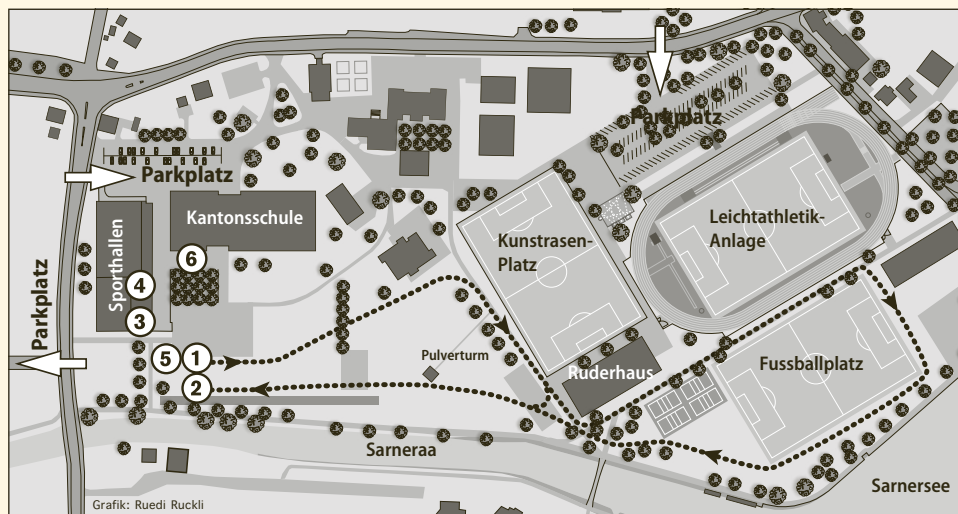 Parkplatz
Parkplatz
Kantonsschule
Sporthallen
Kunstrasen-
Platz
Leichtathletik-
Anlage
6
4
3
Parkplatz
5
1
2
Pulverturm
Ruderhaus
Fussballplatz
Sarneraa
Sarnersee
Grafik: Ruedi Ruckli